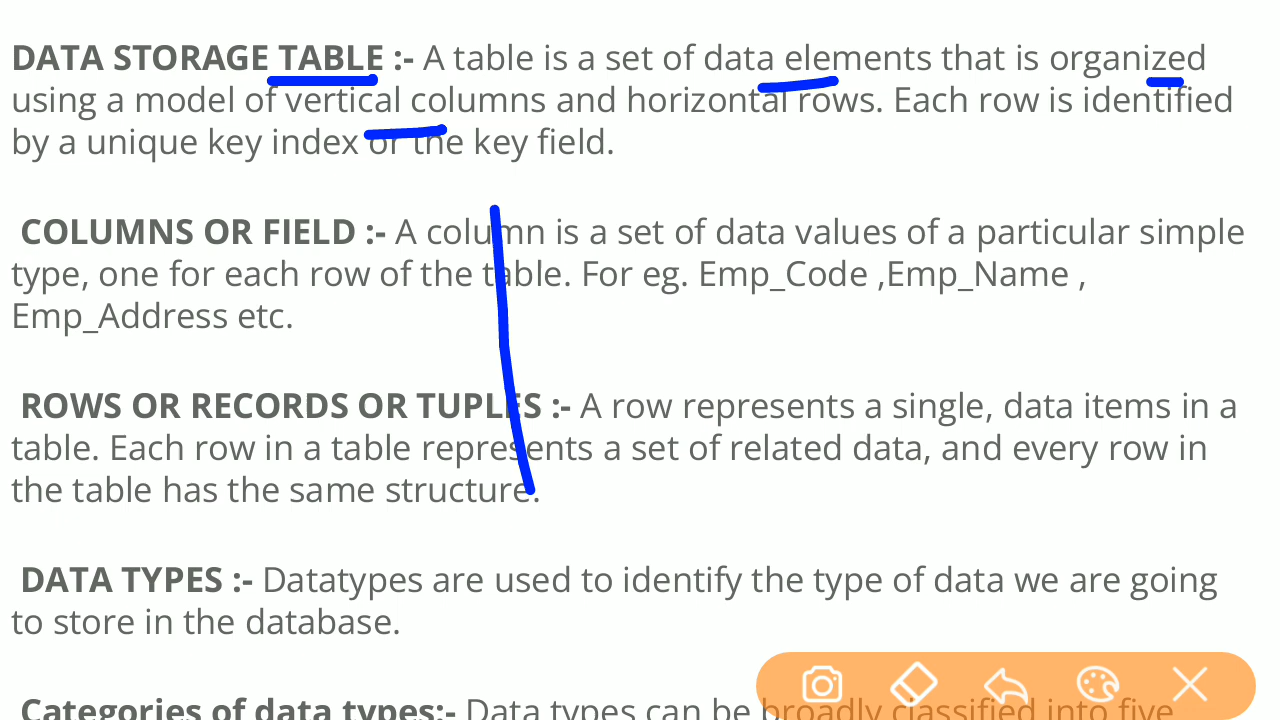 DATA STORAGE TABLE :- A table is a set of data elements that is organized
using a model of vertical columns and horizontal rows. Each row is identified
by a unique key index or the key field.
COLUMNS OR FIELD :- A column is a set of data values of a particular simple
type, one for each row of the table. For eg. Emp_Code ,Emp_Name ,
Emp_Address etc.
ROWS OR RECORDS OR TUPLES :- A row represents a single, data items in a
table. Each row in a table represents a set of related data, and every row in
the table has the same structure.
DATA TYPES :- Datatypes are used to identify the type of data we are going
to store in the database.
Categories of data types:- Data types can be broadly classified into five